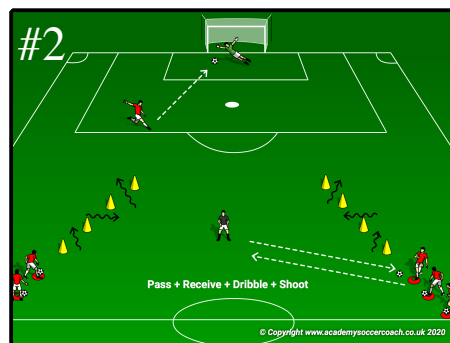 #2
Pass + Receive + Dribble + Shoot
© Copyright www.academysoccercoach.co.uk 2020